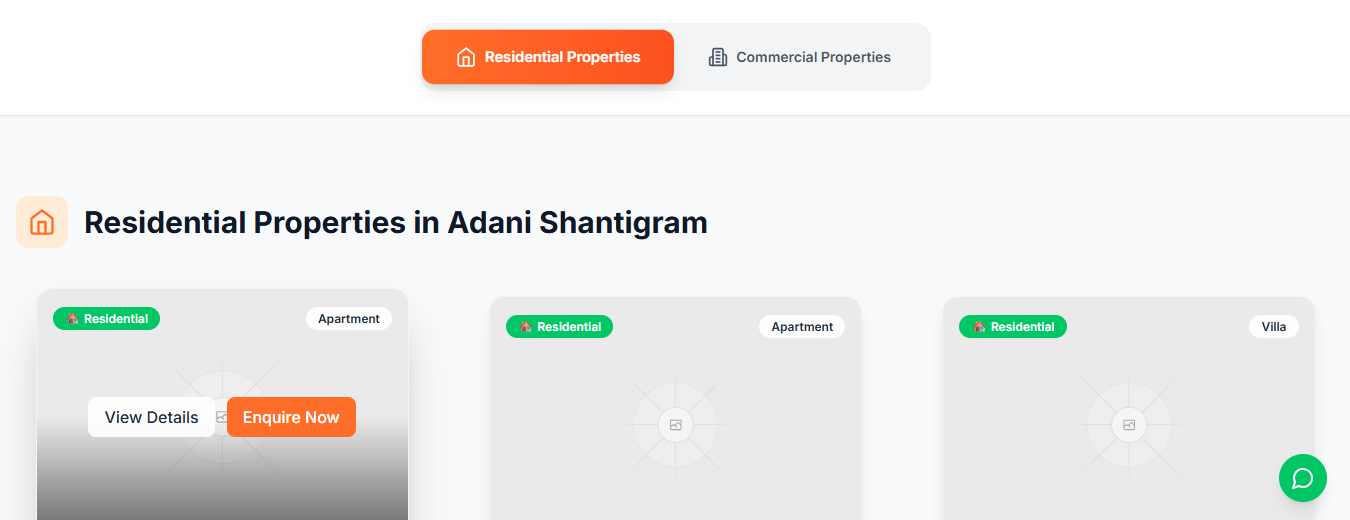 Residential Properties
Commercial Properties
Residential Properties in Adani Shantigram
Residential
Apartment
View Details
Enquire Now
Residential
Apartment
Residential
Villa